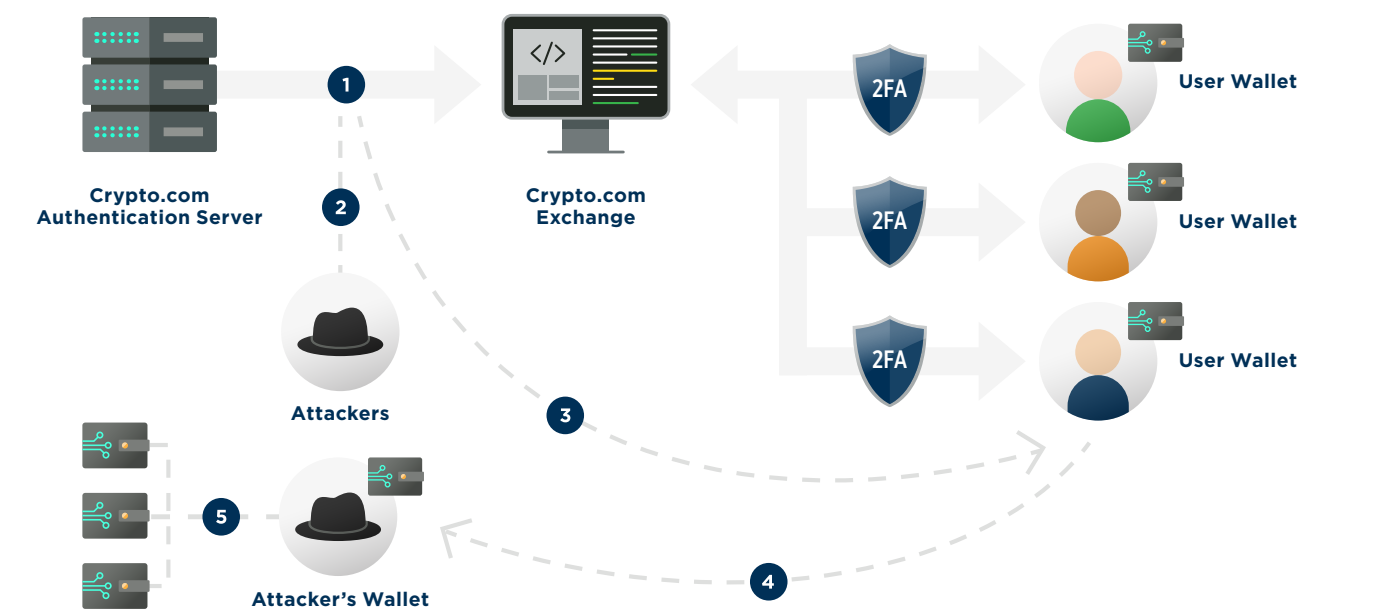 1
</>
2FA
User Wallet
Crypto.com
Authentication Server
Crypto.com
Exchange
2
2FA
User Wallet
2FA
User Wallet
Attackers
3
5
4
Attacker's Wallet